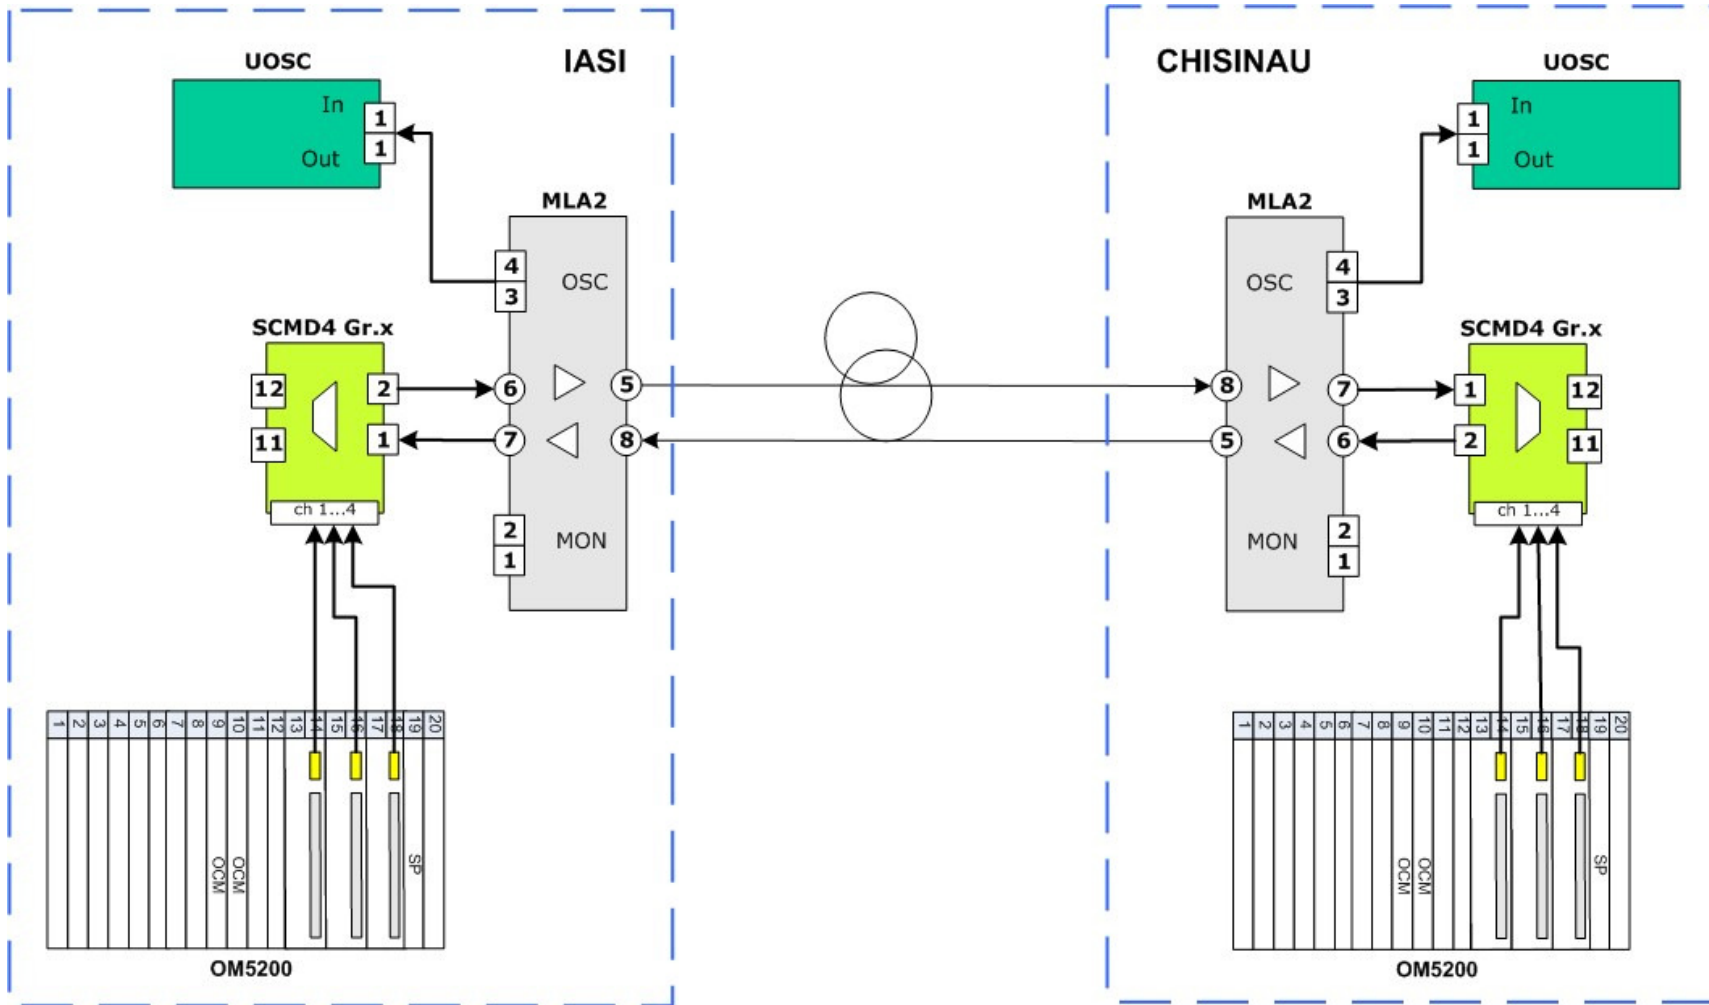 IASI
UOSC
In
1
1
Out
MLA2
4
3
OSC
SCMD4 Gr.x
12
2
6
5
11
1
7
8
ch 1...4
2
1
MON
1 2 3 4 5 6 7 8 9 10 11 12 13 14 15 16 17 18 19 20
OCM
OCM
SP
OM5200
CHISINAU
UOSC
1
In
1
Out
MLA2
OSC
4
3
SCMD4 Gr.x
8
7
1
12
5
6
2
11
ch 1...4
MON
2
1
1 2 3 4 5 6 7 8 9 10 11 12 13 14 15 16 17 18 19 20
OCM
OCM
SP
OM5200